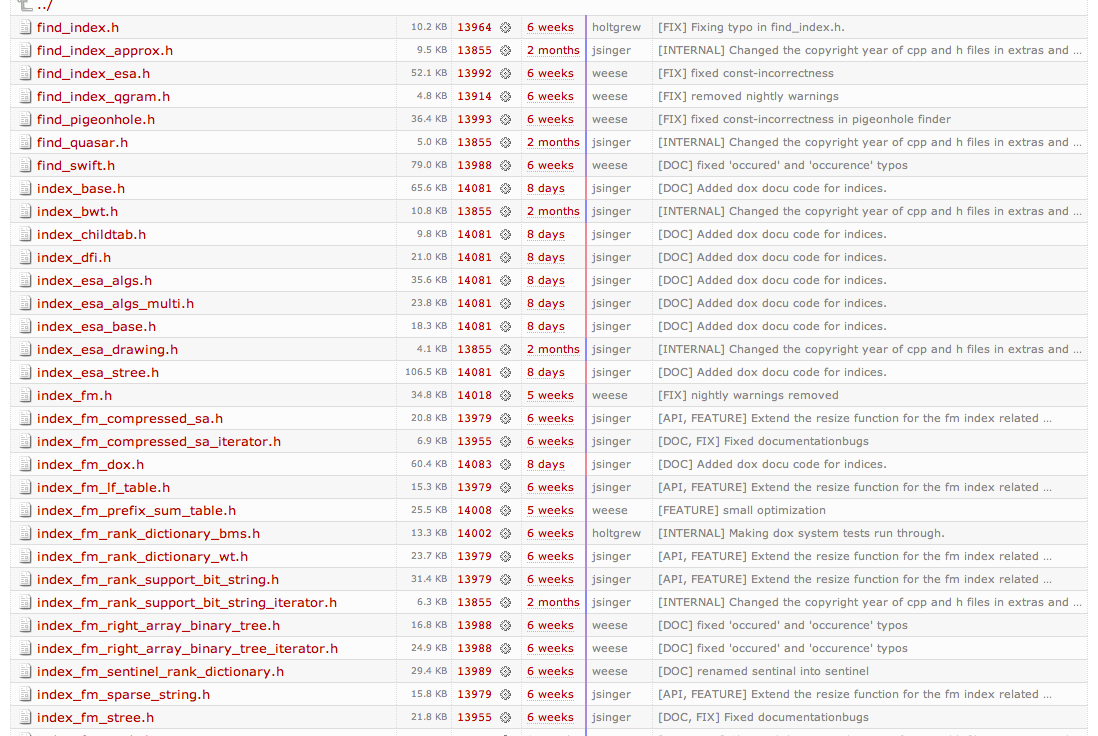 ../
find_index.h 10.2 KB 13964 6 weeks holtgrew [FIX] Fixing typo in find_index.h.
find_index_approx.h 9.5 KB 13855 2 months jsinger [INTERNAL] Changed the copyright year of cpp and h files in extras and ...
find_index_esa.h 52.1 KB 13992 6 weeks weese [FIX] fixed const-incorrectness
find_index_qgram.h 4.8 KB 13914 6 weeks weese [FIX] removed nightly warnings
find_pigeonhole.h 36.4 KB 13993 6 weeks weese [FIX] fixed const-incorrectness in pigeonhole finder
find_quasar.h 5.0 KB 13855 2 months jsinger [INTERNAL] Changed the copyright year of cpp and h files in extras and ...
find_swift.h 79.0 KB 13988 6 weeks weese [DOC] fixed 'occured' and 'occurence' typos
index_base.h 65.6 KB 14081 8 days jsinger [DOC] Added dox docu code for indices.
index_bwt.h 10.8 KB 13855 2 months jsinger [INTERNAL] Changed the copyright year of cpp and h files in extras and ...
index_childtab.h 9.8 KB 14081 8 days jsinger [DOC] Added dox docu code for indices.
index_dfi.h 21.0 KB 14081 8 days jsinger [DOC] Added dox docu code for indices.
index_esa_algs.h 35.6 KB 14081 8 days jsinger [DOC] Added dox docu code for indices.
index_esa_algs_multi.h 23.8 KB 14081 8 days jsinger [DOC] Added dox docu code for indices.
index_esa_base.h 18.3 KB 14081 8 days jsinger [DOC] Added dox docu code for indices.
index_esa_drawing.h 4.1 KB 13855 2 months jsinger [INTERNAL] Changed the copyright year of cpp and h files in extras and ...
index_esa_stree.h 106.5 KB 14081 8 days jsinger [DOC] Added dox docu code for indices.
index_fm.h 34.8 KB 14018 5 weeks weese [FIX] nightly warnings removed
index_fm_compressed_sa.h 20.8 KB 13979 6 weeks jsinger [API, FEATURE] Extend the resize function for the fm index related ...
index_fm_compressed_sa_iterator.h 6.9 KB 13955 6 weeks jsinger [DOC, FIX] Fixed documentationbugs
index_fm_dox.h 60.4 KB 14083 8 days jsinger [DOC] Added dox docu code for indices.
index_fm_lf_table.h 15.3 KB 13979 6 weeks jsinger [API, FEATURE] Extend the resize function for the fm index related ...
index_fm_prefix_sum_table.h 25.5 KB 14008 5 weeks weese [FEATURE] small optimization
index_fm_rank_dictionary_bms.h 13.3 KB 14002 6 weeks holtgrew [INTERNAL] Making dox system tests run through.
index_fm_rank_dictionary_wt.h 23.7 KB 13979 6 weeks jsinger [API, FEATURE] Extend the resize function for the fm index related ...
index_fm_rank_support_bit_string.h 31.4 KB 13979 6 weeks jsinger [API, FEATURE] Extend the resize function for the fm index related ...
index_fm_rank_support_bit_string_iterator.h 6.3 KB 13855 2 months jsinger [INTERNAL] Changed the copyright year of cpp and h files in extras and ...
index_fm_right_array_binary_tree.h 16.8 KB 13988 6 weeks weese [DOC] fixed 'occured' and 'occurence' typos
index_fm_right_array_binary_tree_iterator.h 24.9 KB 13988 6 weeks weese [DOC] fixed 'occured' and 'occurence' typos
index_fm_sentinel_rank_dictionary.h 29.4 KB 13989 6 weeks weese [DOC] renamed sentinal into sentinel
index_fm_sparse_string.h 15.8 KB 13979 6 weeks jsinger [API, FEATURE] Extend the resize function for the fm index related ...
index_fm_stree.h 21.8 KB 13955 6 weeks jsinger [DOC, FIX] Fixed documentationbugs